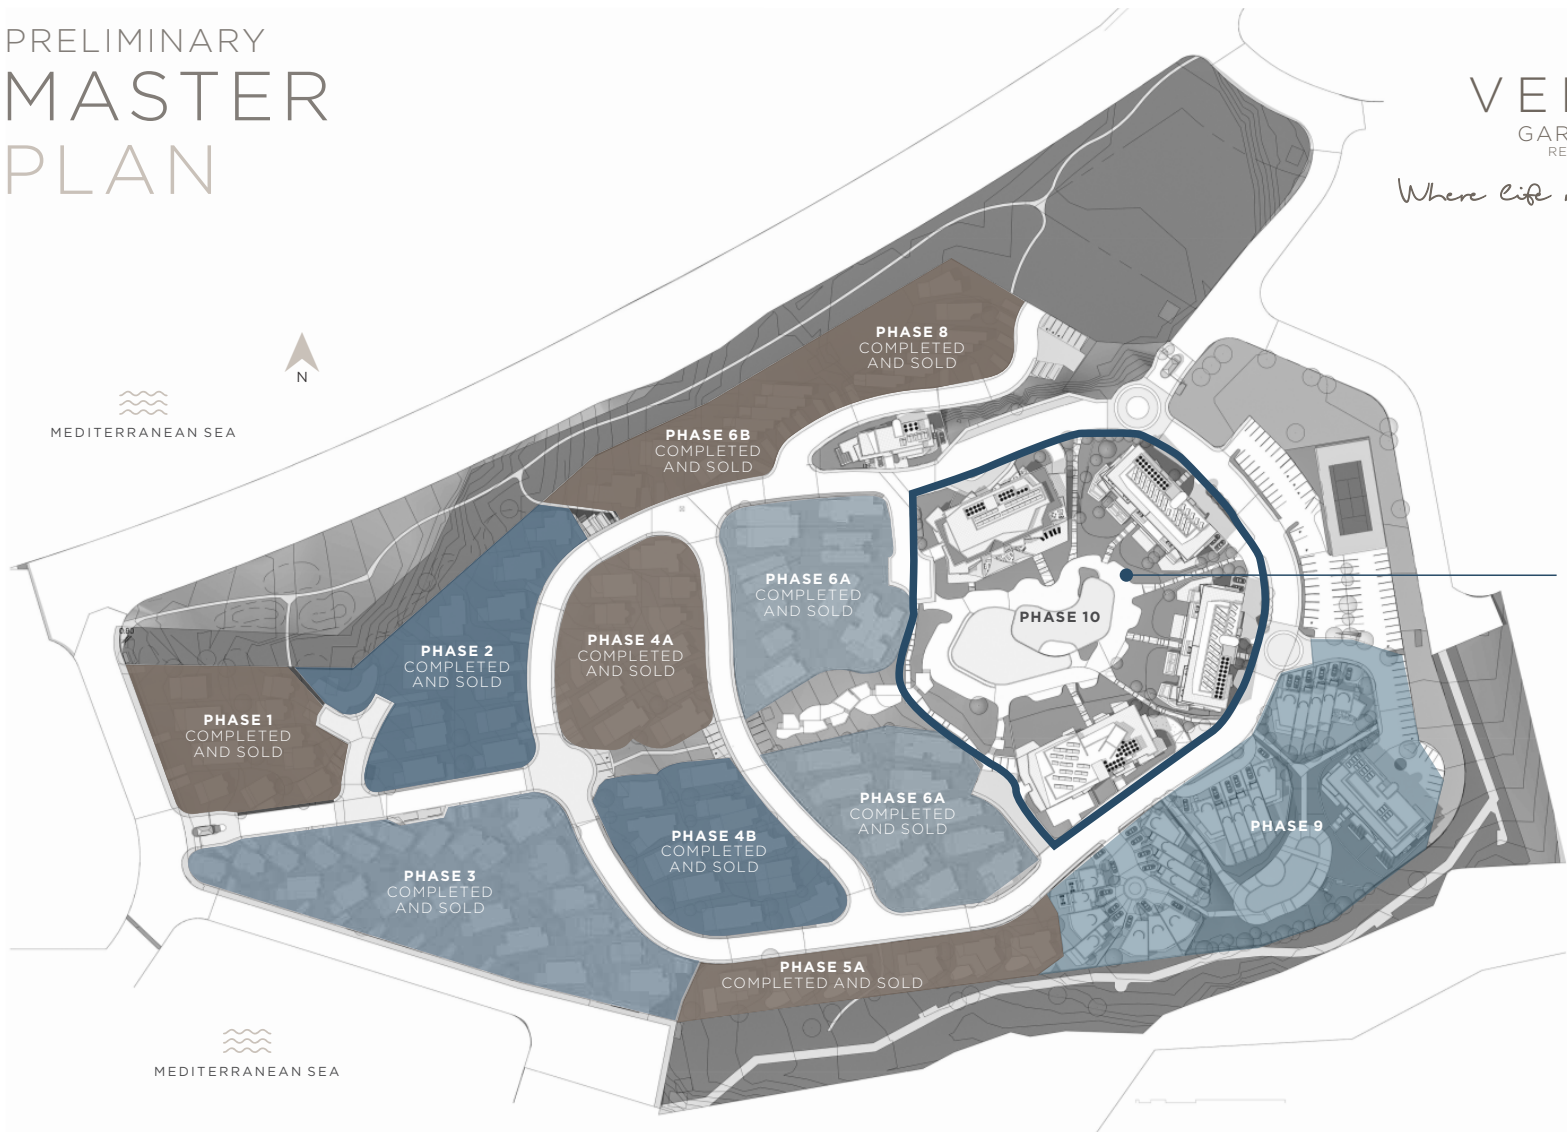 PRELIMINARY
MASTER
PLAN
Where life
N
MEDITERRANEAN SEA
PHASE 8
COMPLETED
AND SOLD
PHASE 6B
COMPLETED
AND SOLD
PHASE 6A
COMPLETED
AND SOLD
PHASE 10
PHASE 4A
COMPLETED
AND SOLD
PHASE 2
COMPLETED
AND SOLD
PHASE 1
COMPLETED
AND SOLD
PHASE 6A
COMPLETED
AND SOLD
PHASE 9
PHASE 4B
COMPLETED
AND SOLD
PHASE 3
COMPLETED
AND SOLD
PHASE 5A
COMPLETED AND SOLD
MEDITERRANEAN SEA